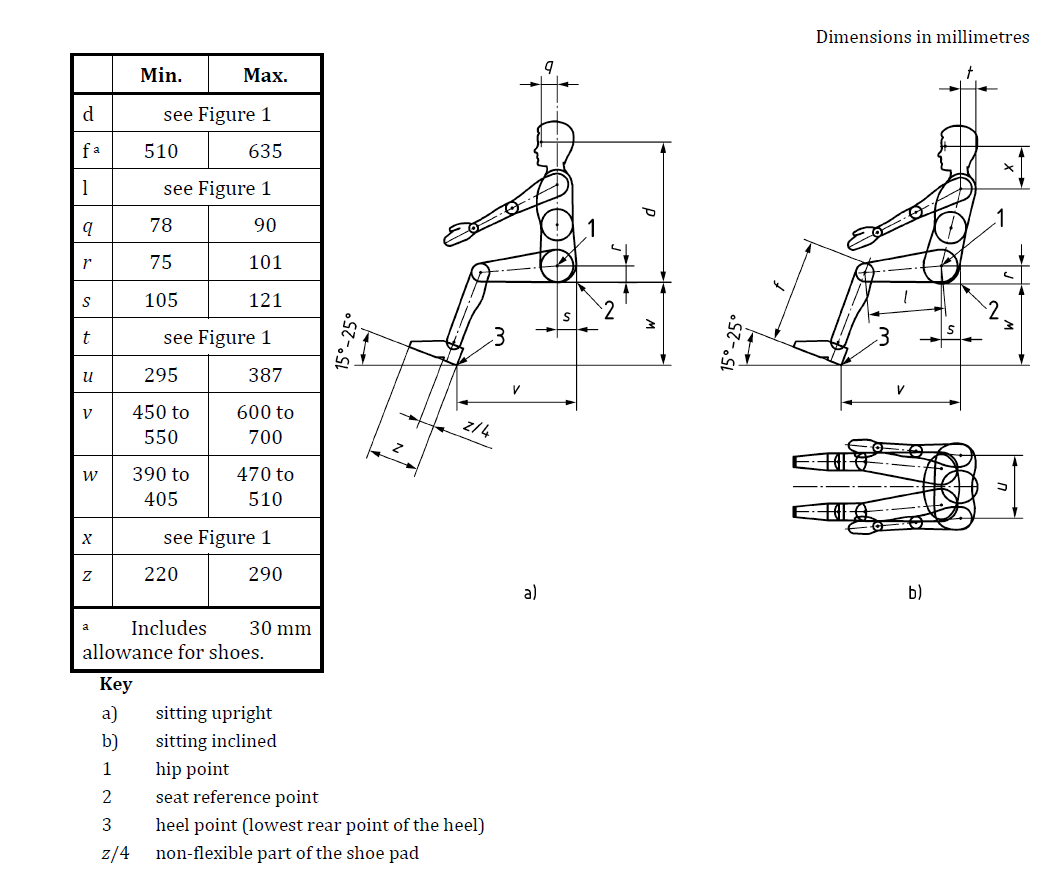 Dimensions in millimetres
Min. Max.
d see Figure 1
f a 510 635
l see Figure 1
q 78 90
r 75 101
s 105 121
t see Figure 1
u 295 387
v 450 to 600 to
550 700
w 390 to 470 to
405 510
x see Figure 1
z 220 290
a Includes 30 mm
allowance for shoes.
q
d
1
r
2
s
w
3
15°–25°
v
z/4
z
a)
t
x
1
r
f
l
2
s
w
3
15°–25°
v
u
b)
Key
a) sitting upright
b) sitting inclined
1 hip point
2 seat reference point
3 heel point (lowest rear point of the heel)
z/4 non-flexible part of the shoe pad